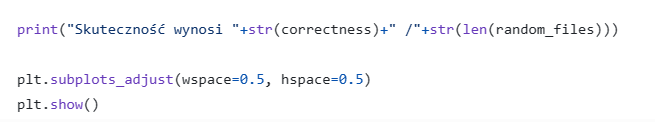 print("Skuteczność wynosi "+str(correctness)+" /"+str(len(random_files)))
plt.subplots_adjust(wspace=0.5, hspace=0.5)
plt.show()